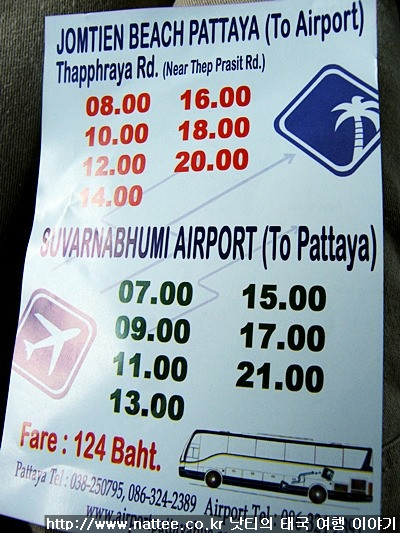 JOMTIEN BEACH PATTAYA (To Airport)
Thapphraya Rd. (Near Thep Prasit Rd.)
08.00 16.00
10.00 18.00
12.00 20.00
14.00
SUVARNABHUMI AIRPORT (To Pattaya)
07.00 15.00
09.00 17.00
11.00 21.00
13.00
Fare : 124 Baht.
Pattaya Tel : 038-250795, 086-324-2389 Airport Tel :
www.airport
http://www.nattee.co.kr 낫티의 태국 여행 이야기